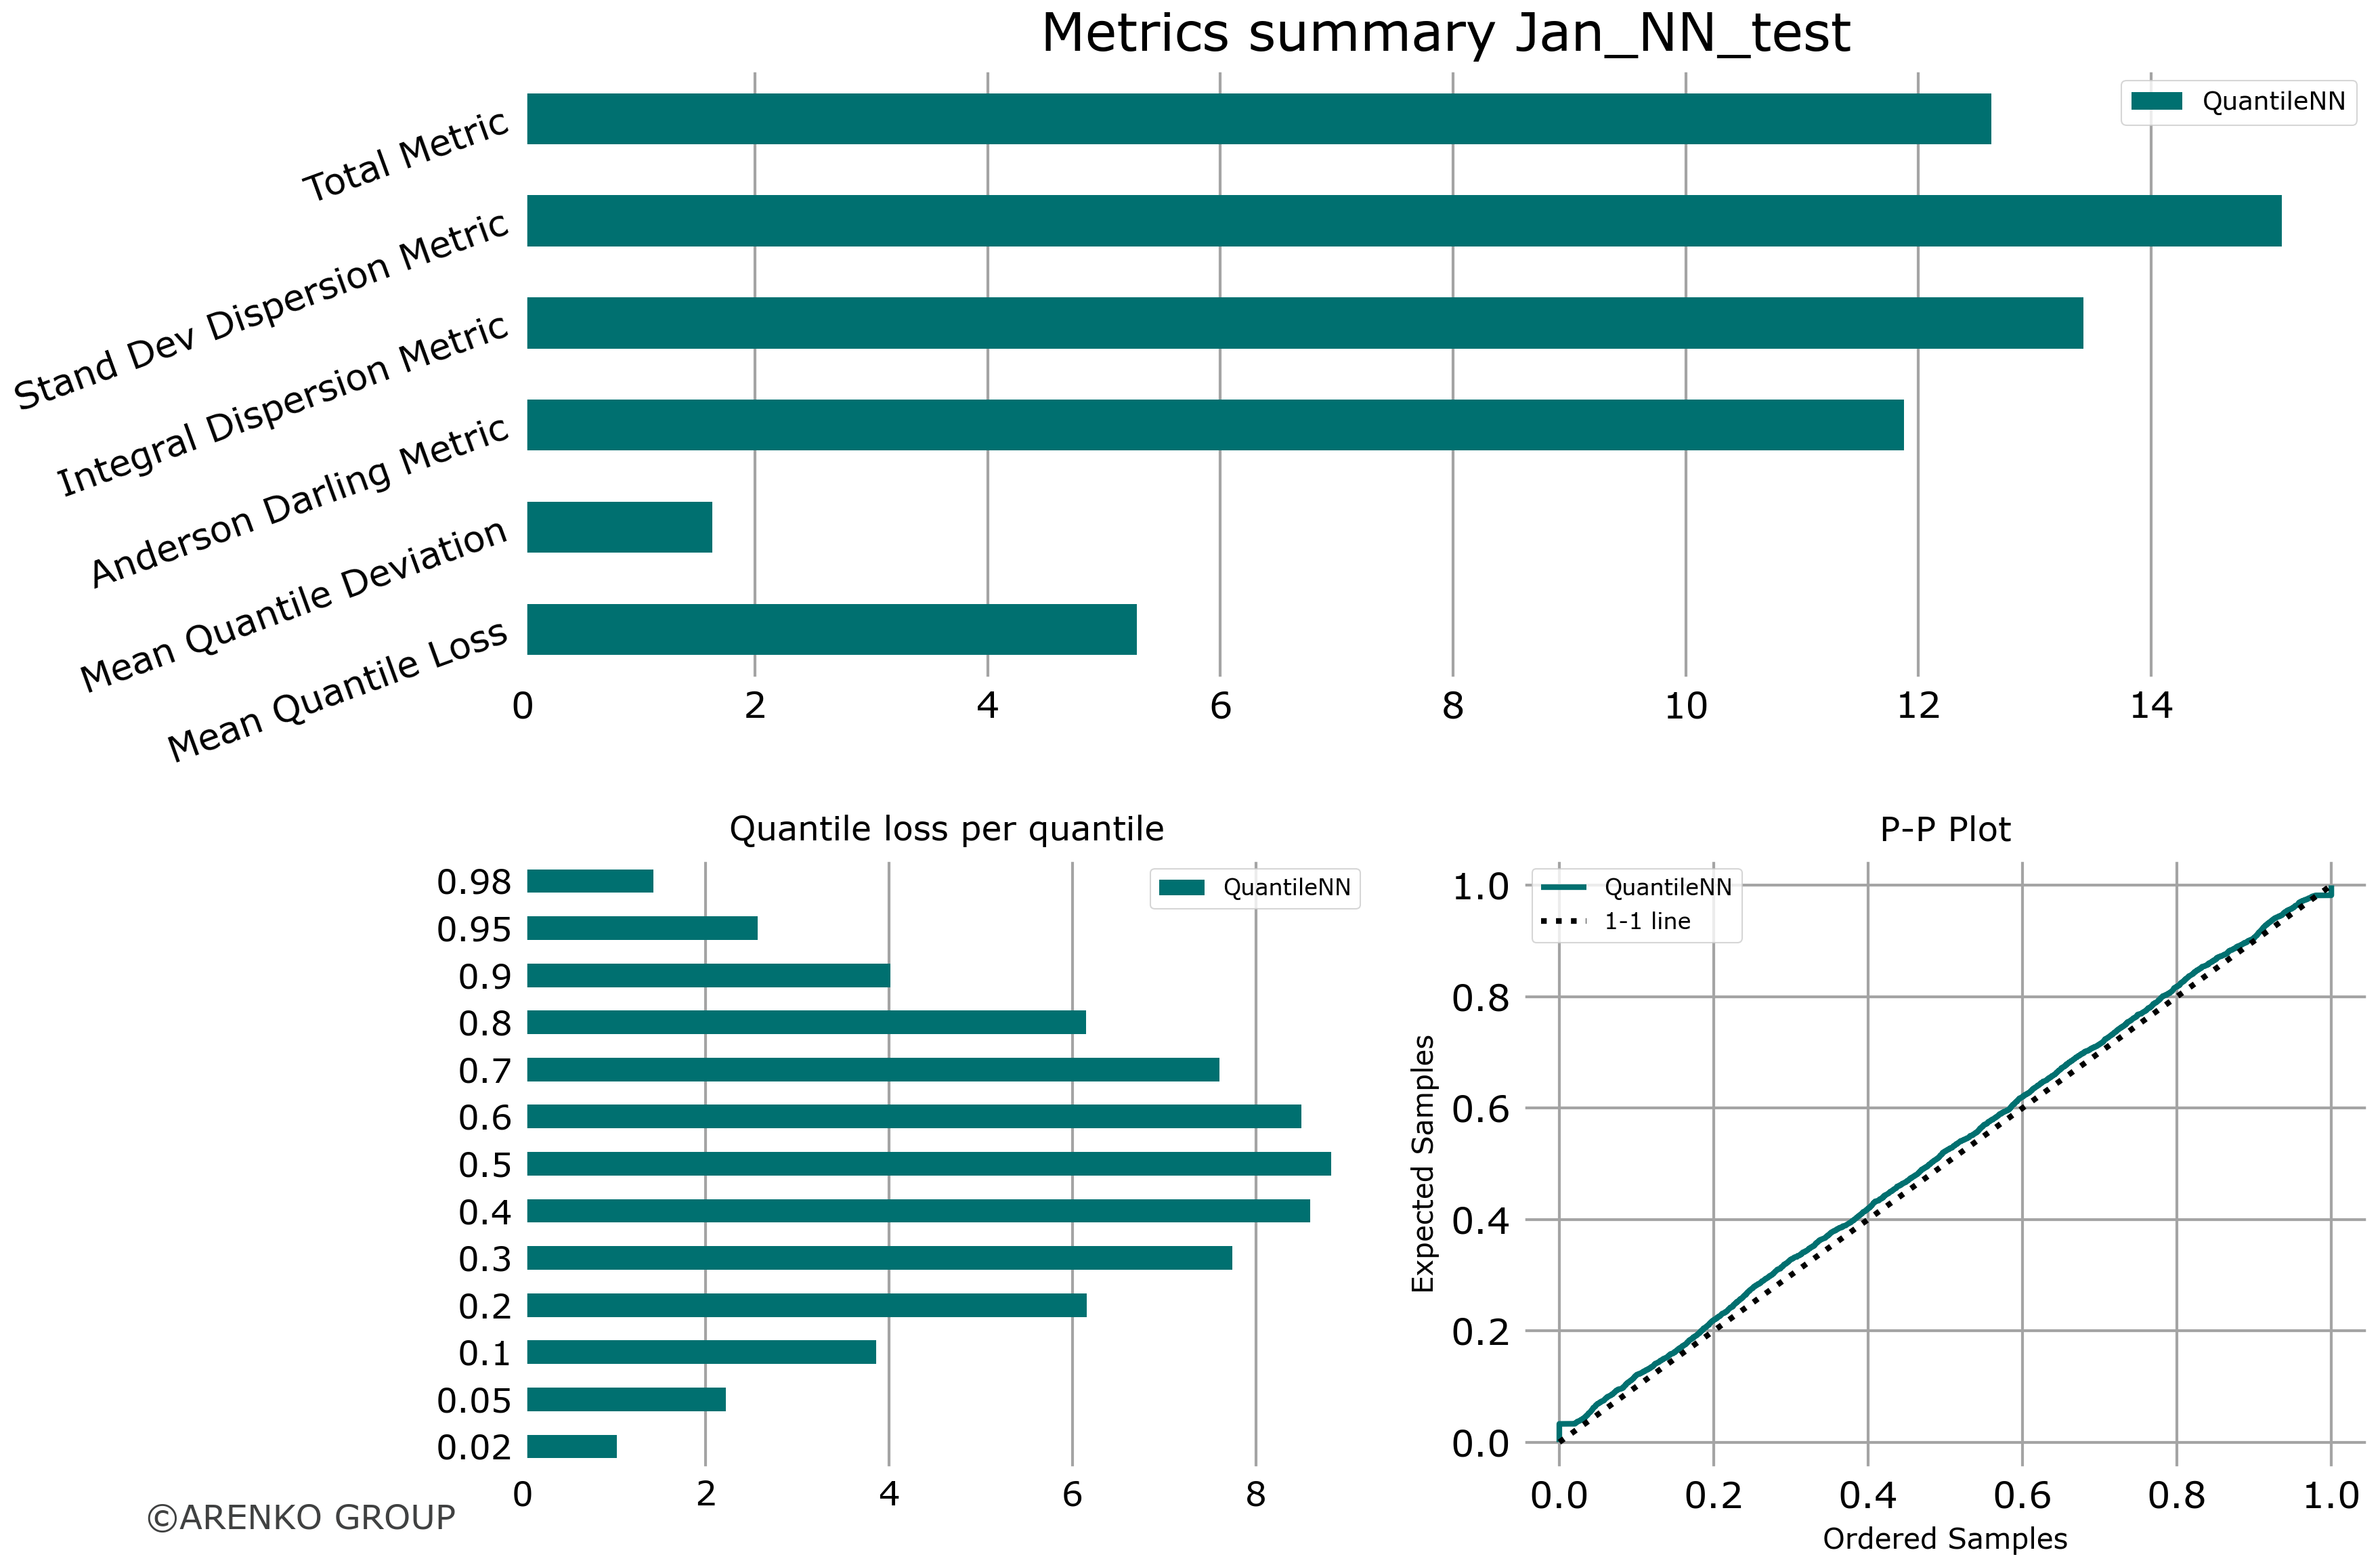 Metrics summary Jan_NN_test
QuantileNN
Total Metric
Stand Dev Dispersion Metric
Integral Dispersion Metric
Anderson Darling Metric
Mean Quantile Deviation
Mean Quantile Loss
0 2 4 6 8 10 12 14
Quantile loss per quantile
QuantileNN
0.98
0.95
0.9
0.8
0.7
0.6
0.5
0.4
0.3
0.2
0.1
0.05
0.02
0 2 4 6 8
P-P Plot
QuantileNN
1-1 line
Expected Samples
1.0
0.8
0.6
0.4
0.2
0.0
0.0 0.2 0.4 0.6 0.8 1.0
Ordered Samples
©ARENKO GROUP